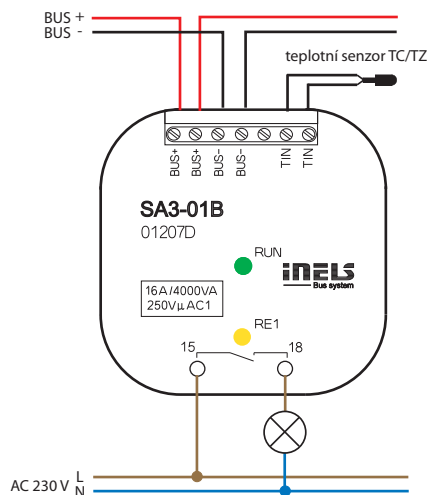 BUS +
BUS -
teplotní senzor TC/TZ
BUS+ BUS+ BUS- BUS- TIN TIN
SA3-01B
01207D
RUN
iNELS
Bus system
16A/4000VA
250Vµ AC1
RE1
15 18
AC 230 V L
N